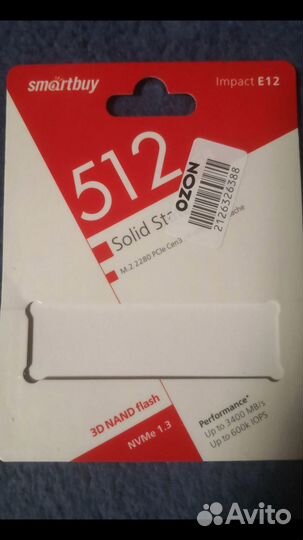 smartbuy
Impact E12
512
Solid
M.2 2280 PCIe Gen3
OZON
2126326388
3D NAND flash
NVMe 1.3
Performance*
Up to 3400 MB/s
Up to 600k IOPS
Avito